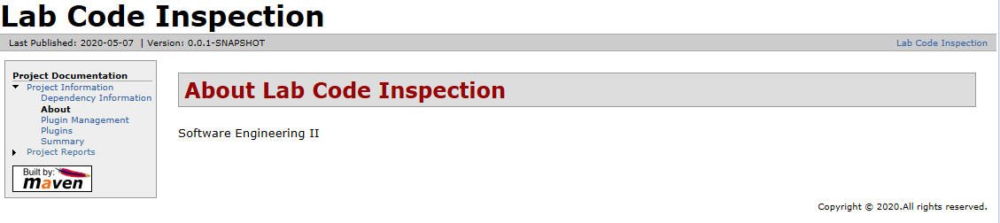 Lab Code Inspection
Last Published: 2020-05-07 | Version: 0.0.1-SNAPSHOT
Lab Code Inspection
Project Documentation
Project Information
Dependency Information
About
Plugin Management
Plugins
Summary
Project Reports
Built by:
maven
About Lab Code Inspection
Software Engineering II
Copyright © 2020.All rights reserved.